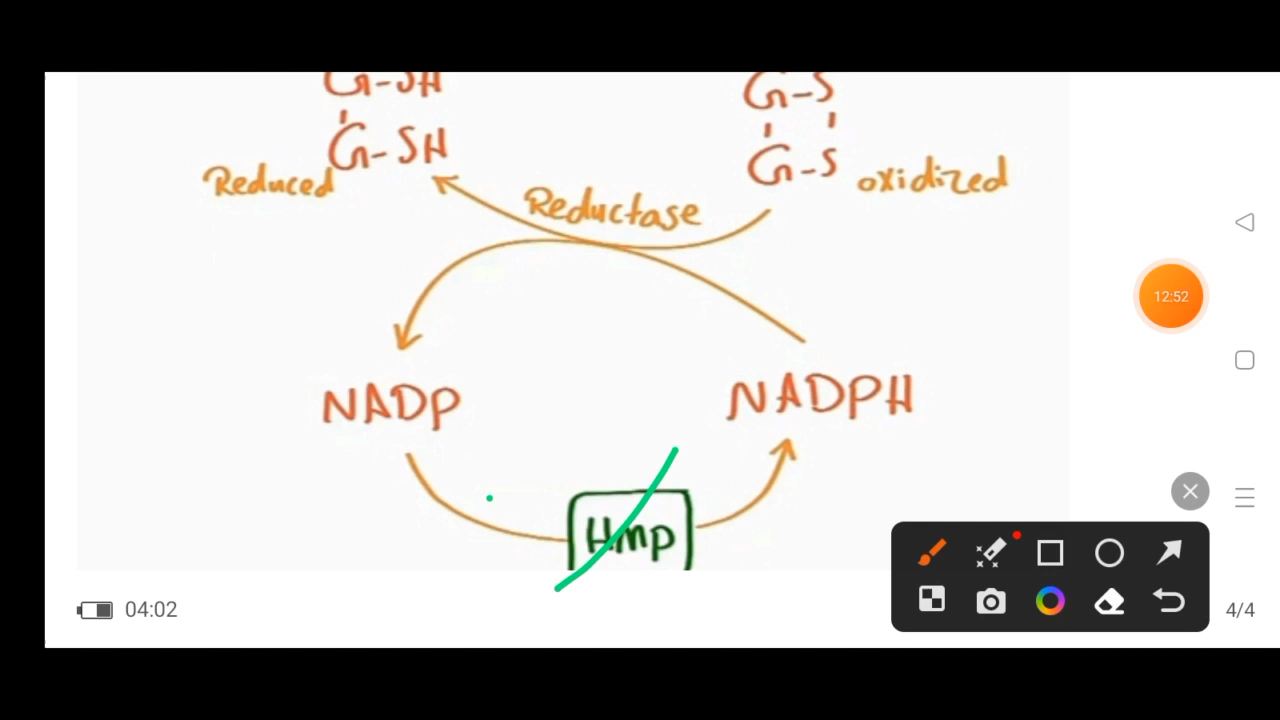 G-SH G-S
G-SH G-S
Reduced oxidized
Reductase
NADP NADPH
Hmp
12:52
04:02
4/4